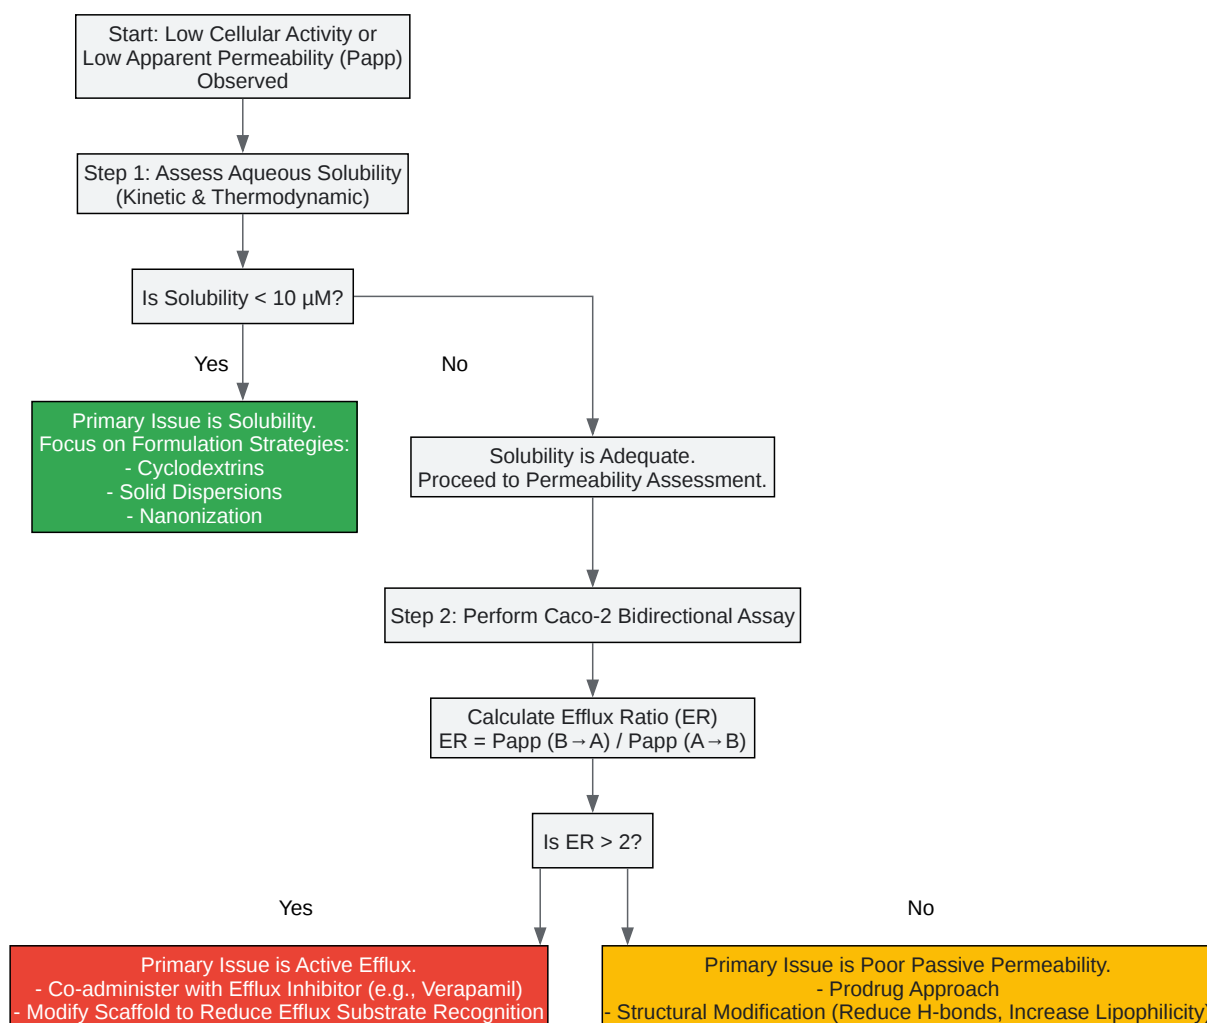 Start: Low Cellular Activity or
Low Apparent Permeability (Papp)
Observed
Step 1: Assess Aqueous Solubility
(Kinetic & Thermodynamic)
Is Solubility < 10 µM?
Yes
No
Primary Issue is Solubility.
Focus on Formulation Strategies:
- Cyclodextrins
- Solid Dispersions
- Nanonization
Solubility is Adequate.
Proceed to Permeability Assessment.
Step 2: Perform Caco-2 Bidirectional Assay
Calculate Efflux Ratio (ER)
ER = Papp (B→A) / Papp (A→B)
Is ER > 2?
Yes
No
Primary Issue is Active Efflux.
- Co-administer with Efflux Inhibitor (e.g., Verapamil)
- Modify Scaffold to Reduce Efflux Substrate Recognition
Primary Issue is Poor Passive Permeability.
- Prodrug Approach
- Structural Modification (Reduce H-bonds, Increase Lipophilicity)